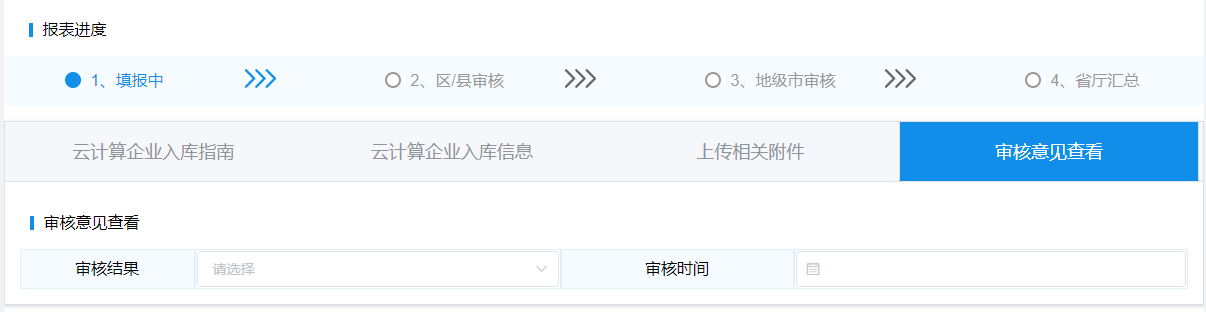 报表进度
1、填报中 2、区/县审核 3、地级市审核 4、省厅汇总
云计算企业入库指南 云计算企业入库信息 上传相关附件 审核意见查看
审核意见查看
审核结果 请选择 审核时间